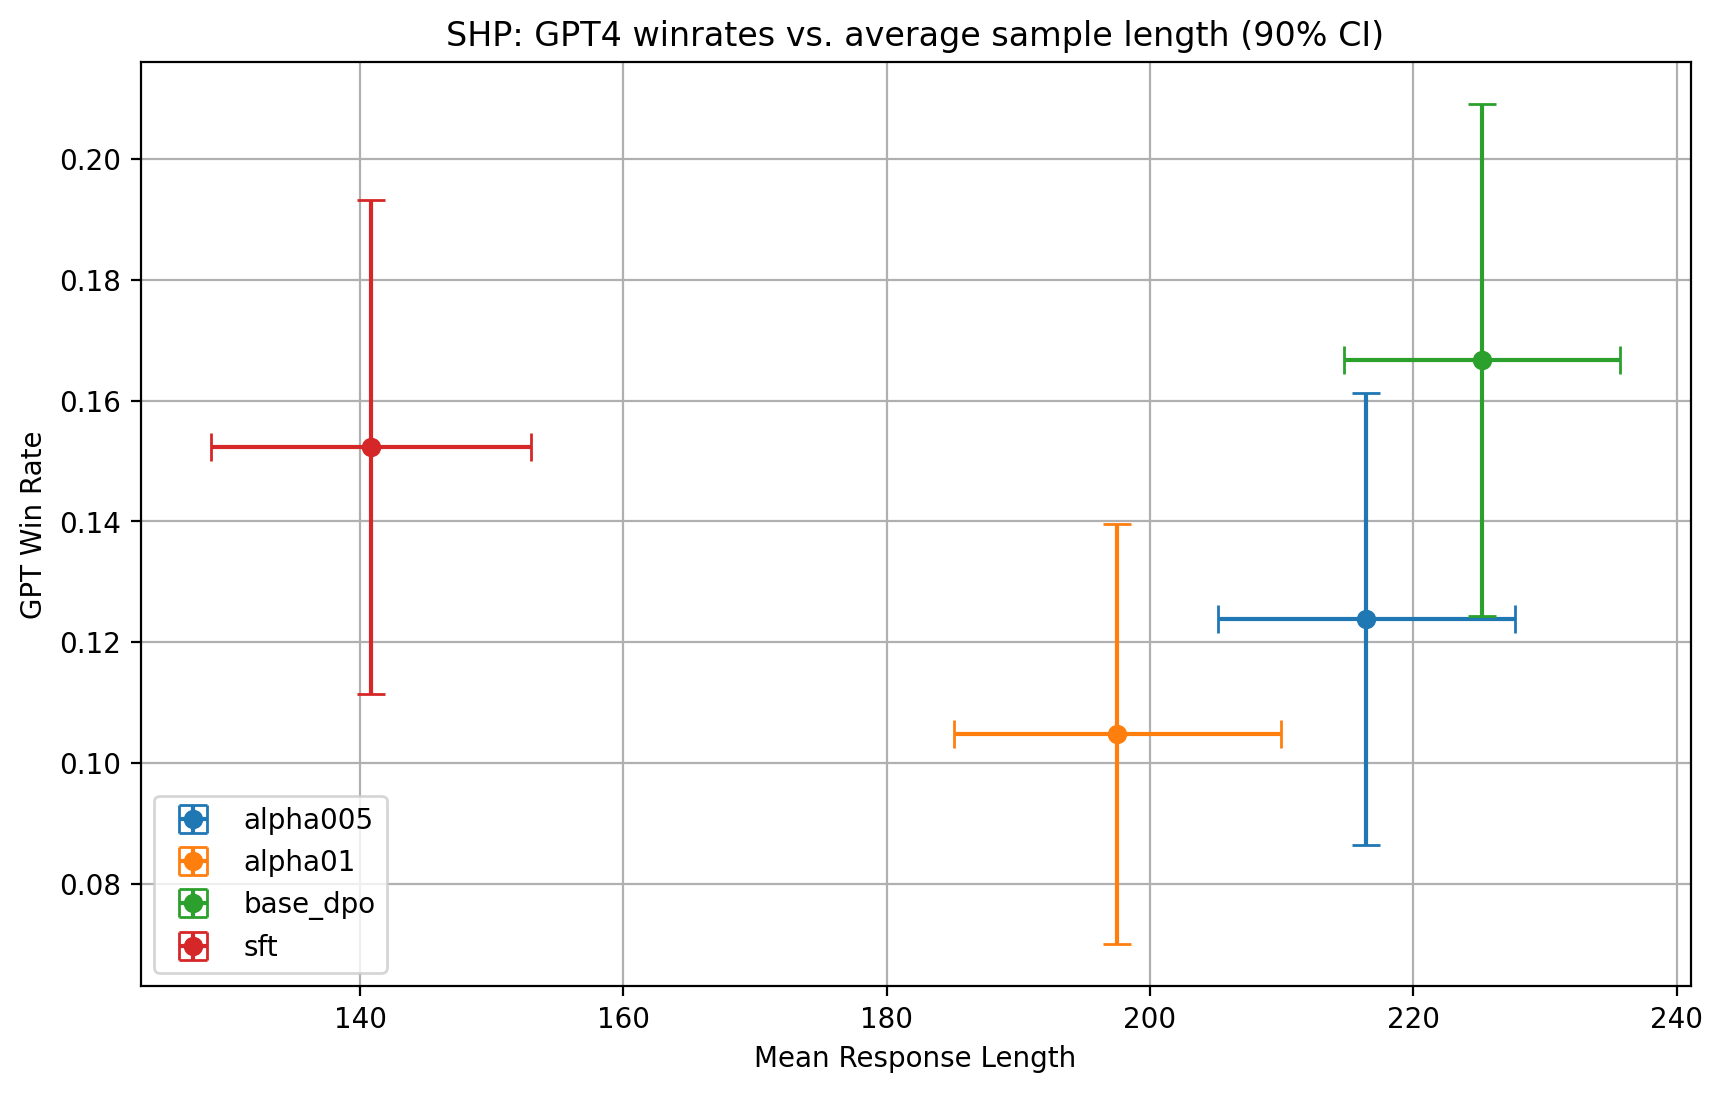 SHP: GPT4 winrates vs. average sample length (90% CI)
GPT Win Rate
0.20
0.18
0.16
0.14
0.12
0.10
0.08
alpha005
alpha01
base_dpo
sft
140 160 180 200 220 240
Mean Response Length